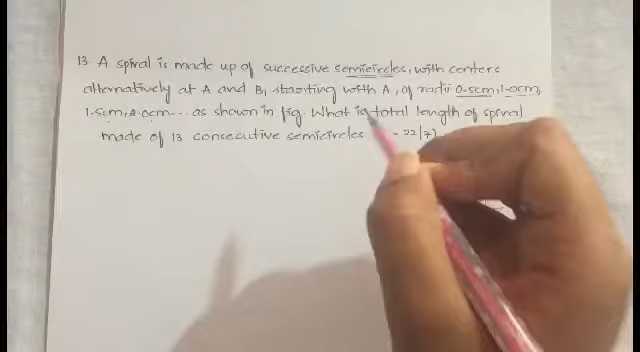 13. A spiral is made up of successive semicircles, with centers
alternatively at A and B, starting with A, of radii 0.5cm, 1.0cm,
1.5cm, 2.0cm... as shown in fig. What is total length of spiral
made of 13 consecutive semicircles - 22/7)